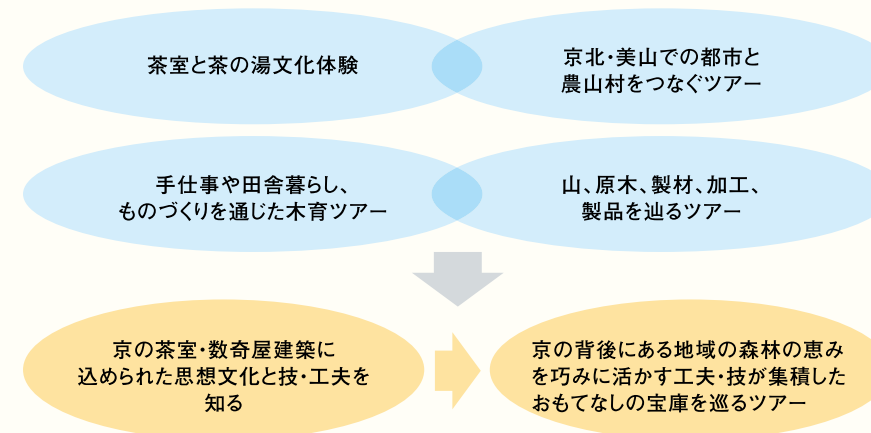 茶室と茶の湯文化体験
京北・美山での都市と
農山村をつなぐツアー
手仕事や田舎暮らし、
ものづくりを通じた木育ツアー
山、原木、製材、加工、
製品を辿るツアー
京の茶室・数奇屋建築に
込められた思想文化と技・工夫を
知る
京の背後にある地域の森林の恵み
を巧みに活かす工夫・技が集積した
おもてなしの宝庫を巡るツアー